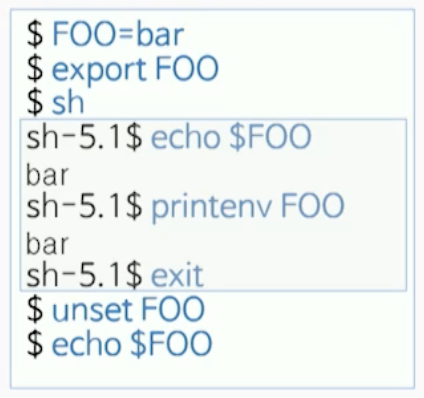 $ FOO=bar
$ export FOO
$ sh
sh-5.1$ echo $FOO
bar
sh-5.1$ printenv FOO
bar
sh-5.1$ exit
$ unset FOO
$ echo $FOO